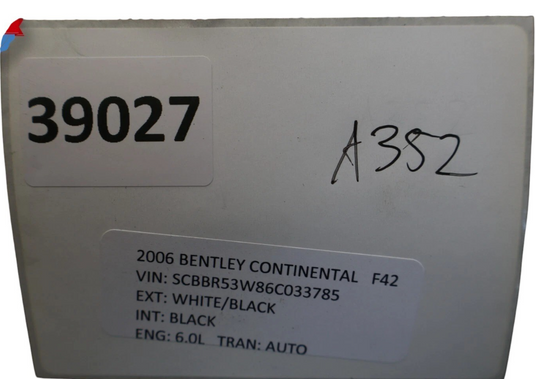 39027
A352
2006 BENTLEY CONTINENTAL F42
VIN: SCBBR53W86C033785
EXT: WHITE/BLACK
INT: BLACK
ENG: 6.0L TRAN: AUTO